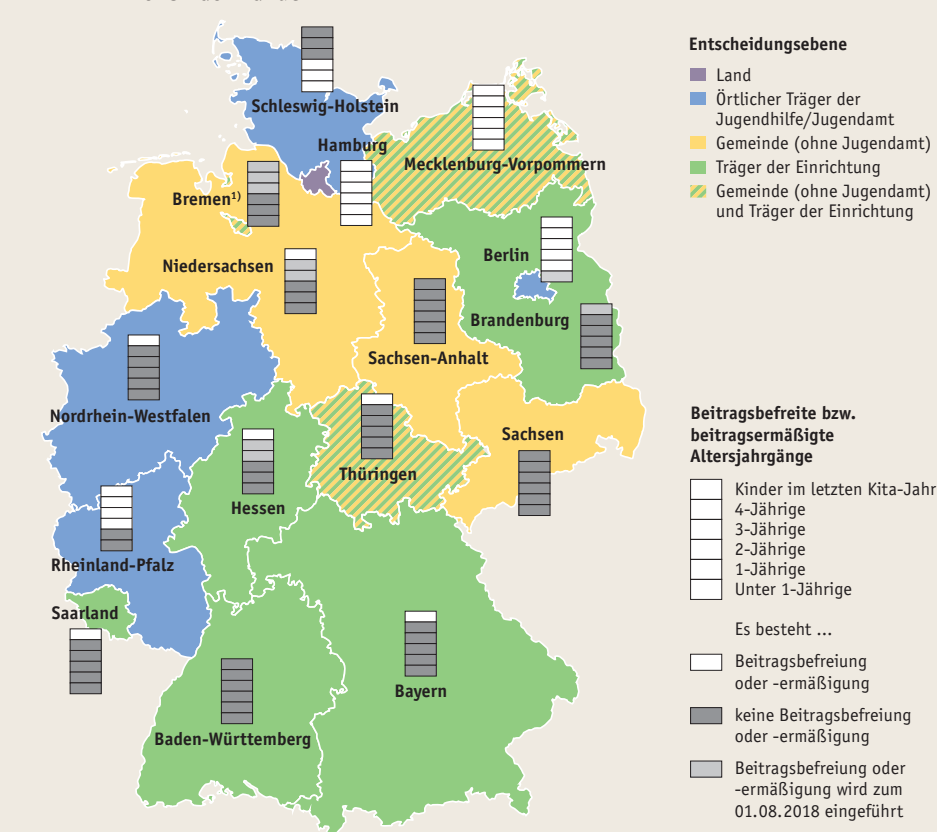 Entscheidungsebene
Land
Örtlicher Träger der
Jugendhilfe/Jugendamt
Gemeinde (ohne Jugendamt)
Träger der Einrichtung
Gemeinde (ohne Jugendamt)
und Träger der Einrichtung
Schleswig-Holstein
Hamburg
Mecklenburg-Vorpommern
Bremen¹⁾
Niedersachsen
Berlin
Brandenburg
Sachsen-Anhalt
Nordrhein-Westfalen
Sachsen
Thüringen
Hessen
Rheinland-Pfalz
Saarland
Bayern
Baden-Württemberg
Beitragsbefreite bzw.
beitragsermäßigte
Altersjahrgänge
Kinder im letzten Kita-Jahr
4-Jährige
3-Jährige
2-Jährige
1-Jährige
Unter 1-Jährige
Es besteht ...
Beitragsbefreiung
oder -ermäßigung
keine Beitragsbefreiung
oder -ermäßigung
Beitragsbefreiung oder
-ermäßigung wird zum
01.08.2018 eingeführt